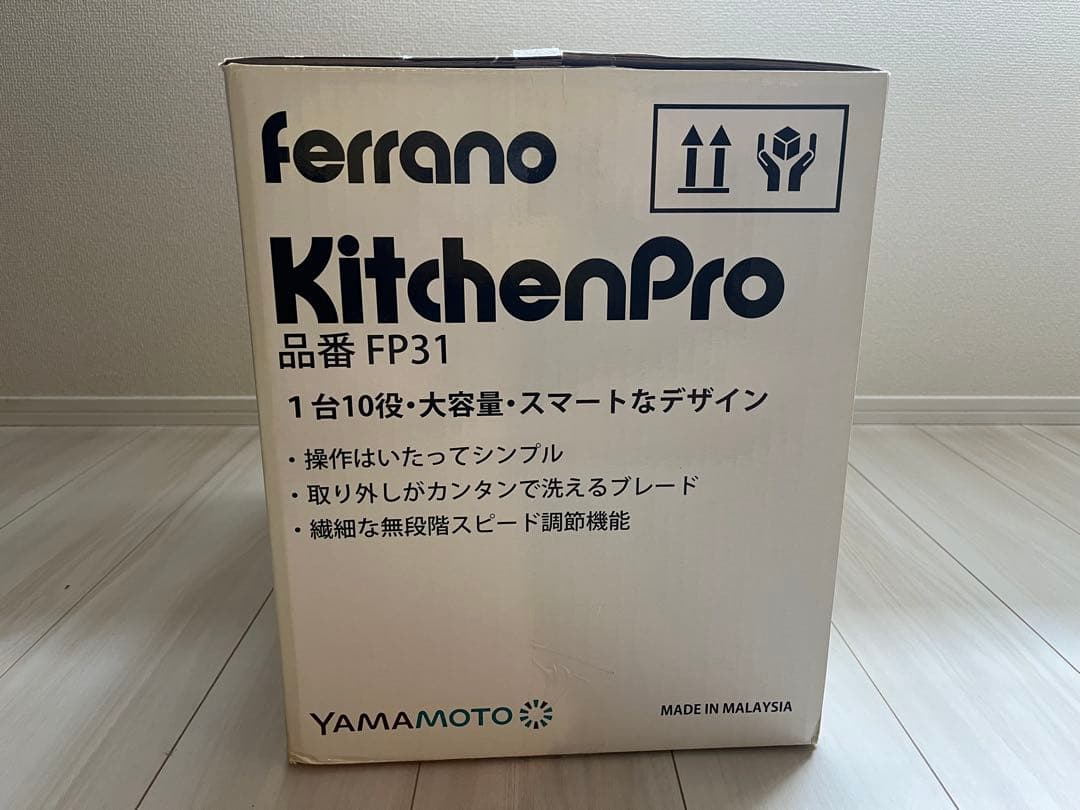 ferrano
KitchenPro
品番 FP31
1台10役・大容量・スマートなデザイン
・操作はいたってシンプル
・取り外しがカンタンで洗えるブレード
・繊細な無段階スピード調節機能
YAMAMOTO
MADE IN MALAYSIA